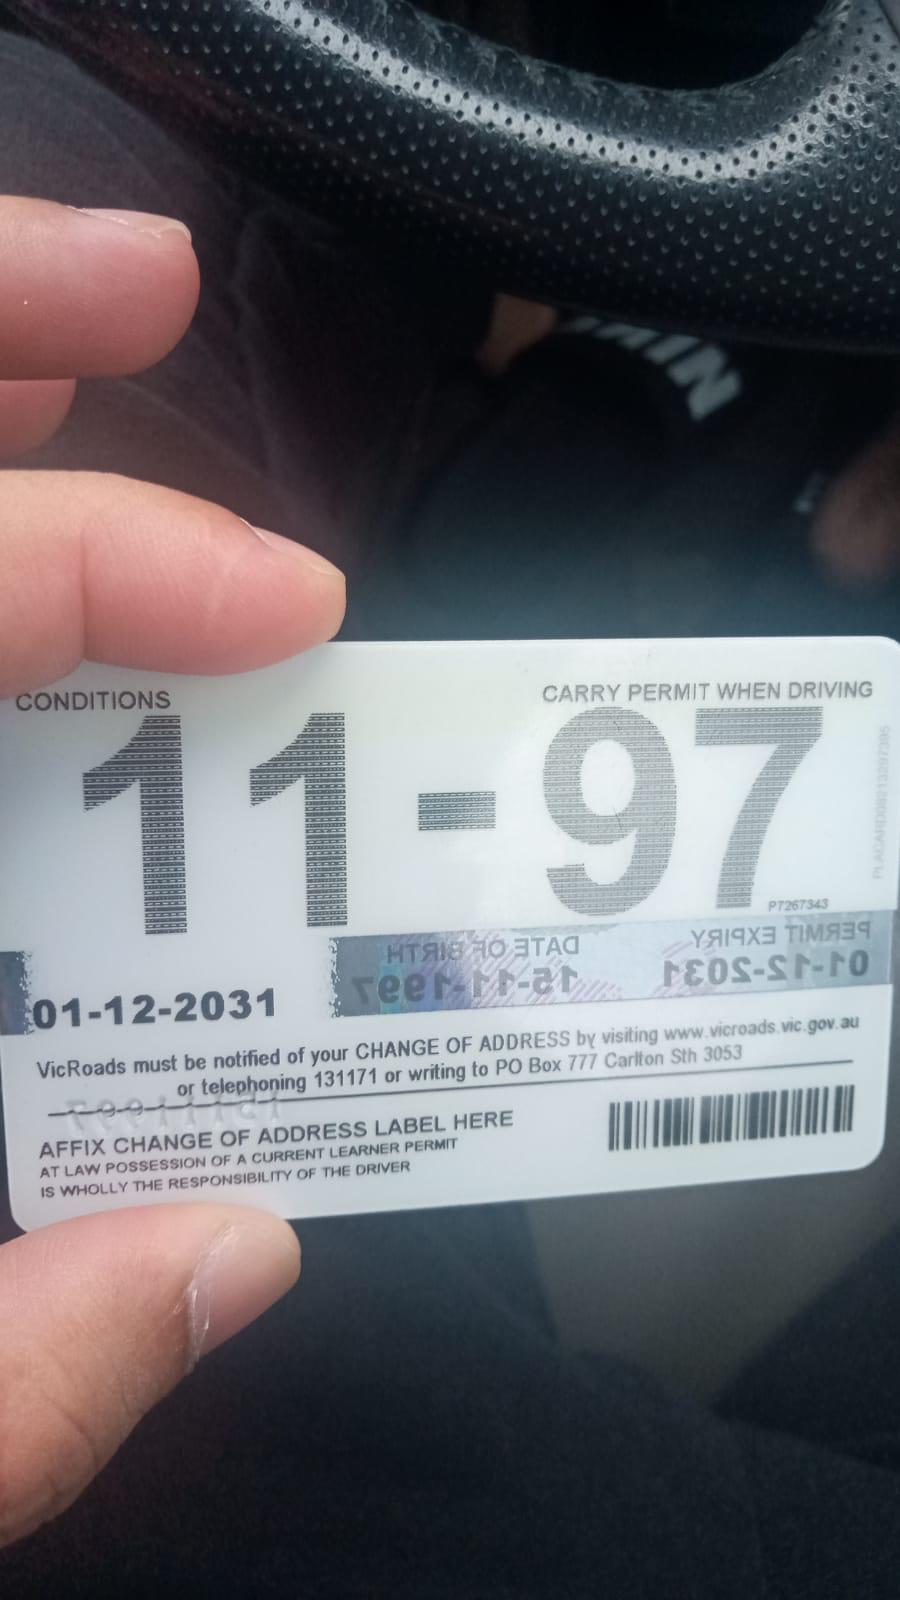 MIN
CONDITIONS
CARRY PERMIT WHEN DRIVING
11-97
P7267343
DATE OF BIRTH
PERMIT EXPIRY
15-11-1997
01-12-2031
01-12-2031
VicRoads must be notified of your CHANGE OF ADDRESS by visiting www.vicroads.vic.gov.au
or telephoning 131171 or writing to PO Box 777 Carlton Sth 3053
15111997
AFFIX CHANGE OF ADDRESS LABEL HERE
AT LAW POSSESSION OF A CURRENT LEARNER PERMIT
IS WHOLLY THE RESPONSIBILITY OF THE DRIVER